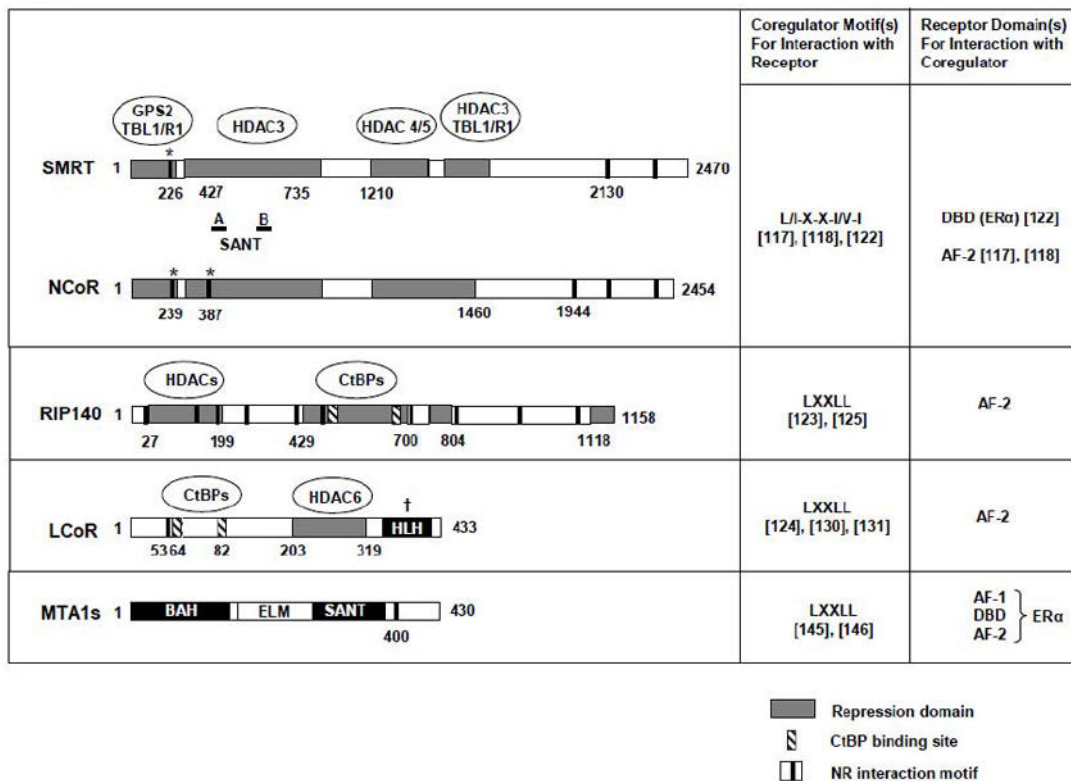 Coregulator Motif(s)
For Interaction with
Receptor
Receptor Domain(s)
For Interaction with
Coregulator
GPS2
TBL1/R1
HDAC3
HDAC 4/5
HDAC3
TBL1/R1
*
SMRT 1 2470
226 427 735 1210 2130
A B
SANT
* *
NCoR 1 2454
239 387 1460 1944
L/I-X-X-I/V-I
[117], [118], [122]
DBD (ERα) [122]
AF-2 [117], [118]
HDACs CtBPs
RIP140 1 1158
27 199 429 700 804 1118
LXXLL
[123], [125]
AF-2
CtBPs HDAC6 †
LCoR 1 HLH 433
53 64 82 203 319
LXXLL
[124], [130], [131]
AF-2
MTA1s 1 BAH ELM SANT 430
400
LXXLL
[145], [146]
AF-1
DBD
AF-2
} ERα
Repression domain
CtBP binding site
NR interaction motif